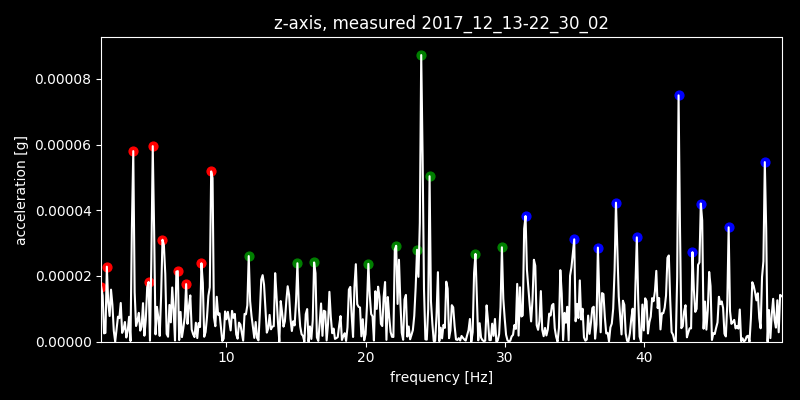 z-axis, measured 2017_12_13-22_30_02
acceleration [g]
0.00008
0.00006
0.00004
0.00002
0.00000
10 20 30 40
frequency [Hz]